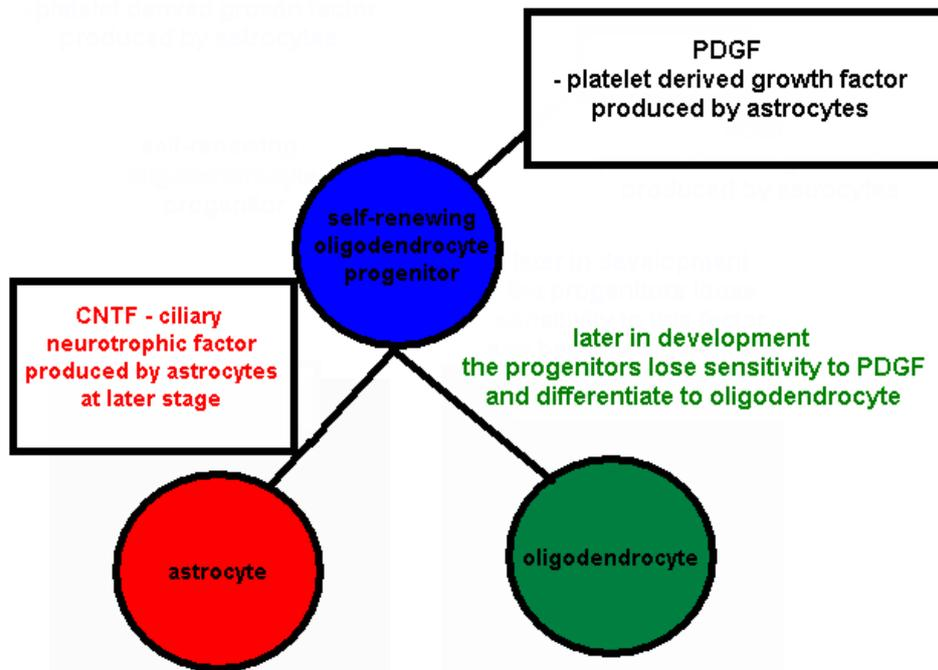 PDGF
- platelet derived growth factor
produced by astrocytes
self-renewing
oligodendrocyte
progenitor
CNTF - ciliary
neurotrophic factor
produced by astrocytes
at later stage
later in development
the progenitors lose sensitivity to PDGF
and differentiate to oligodendrocyte
astrocyte
oligodendrocyte